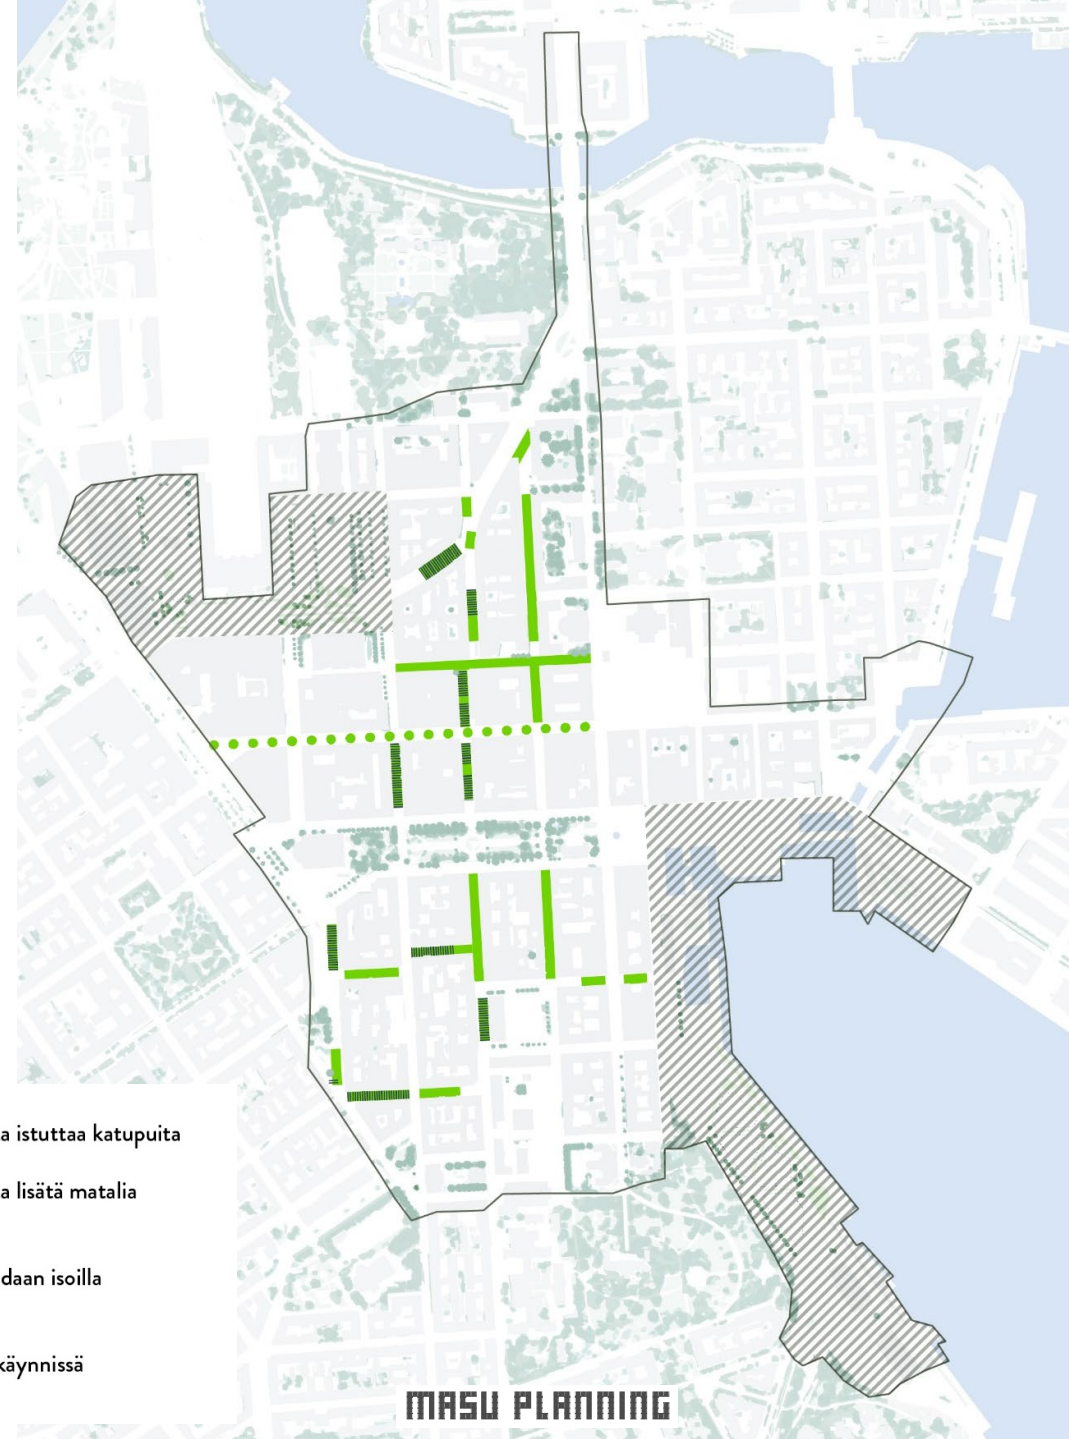 a istuttaa katupuita
a lisätä matalia
daan isoilla
käynnissä
MASU PLANNING